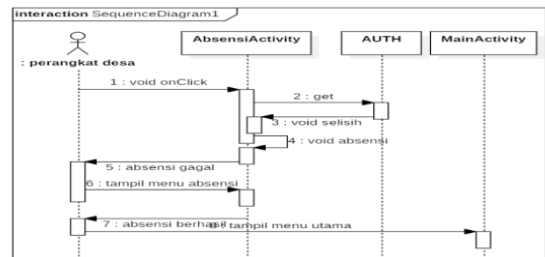 interaction SequenceDiagram1
AbsensiActivity
AUTH
MainActivity
: perangkat desa
1 : void onClick
2 : get
3 : void selisih
4 : void absensi
5 : absensi gagal
6 : tampil menu absensi
7 : absensi berhasil
8 : tampil menu utama